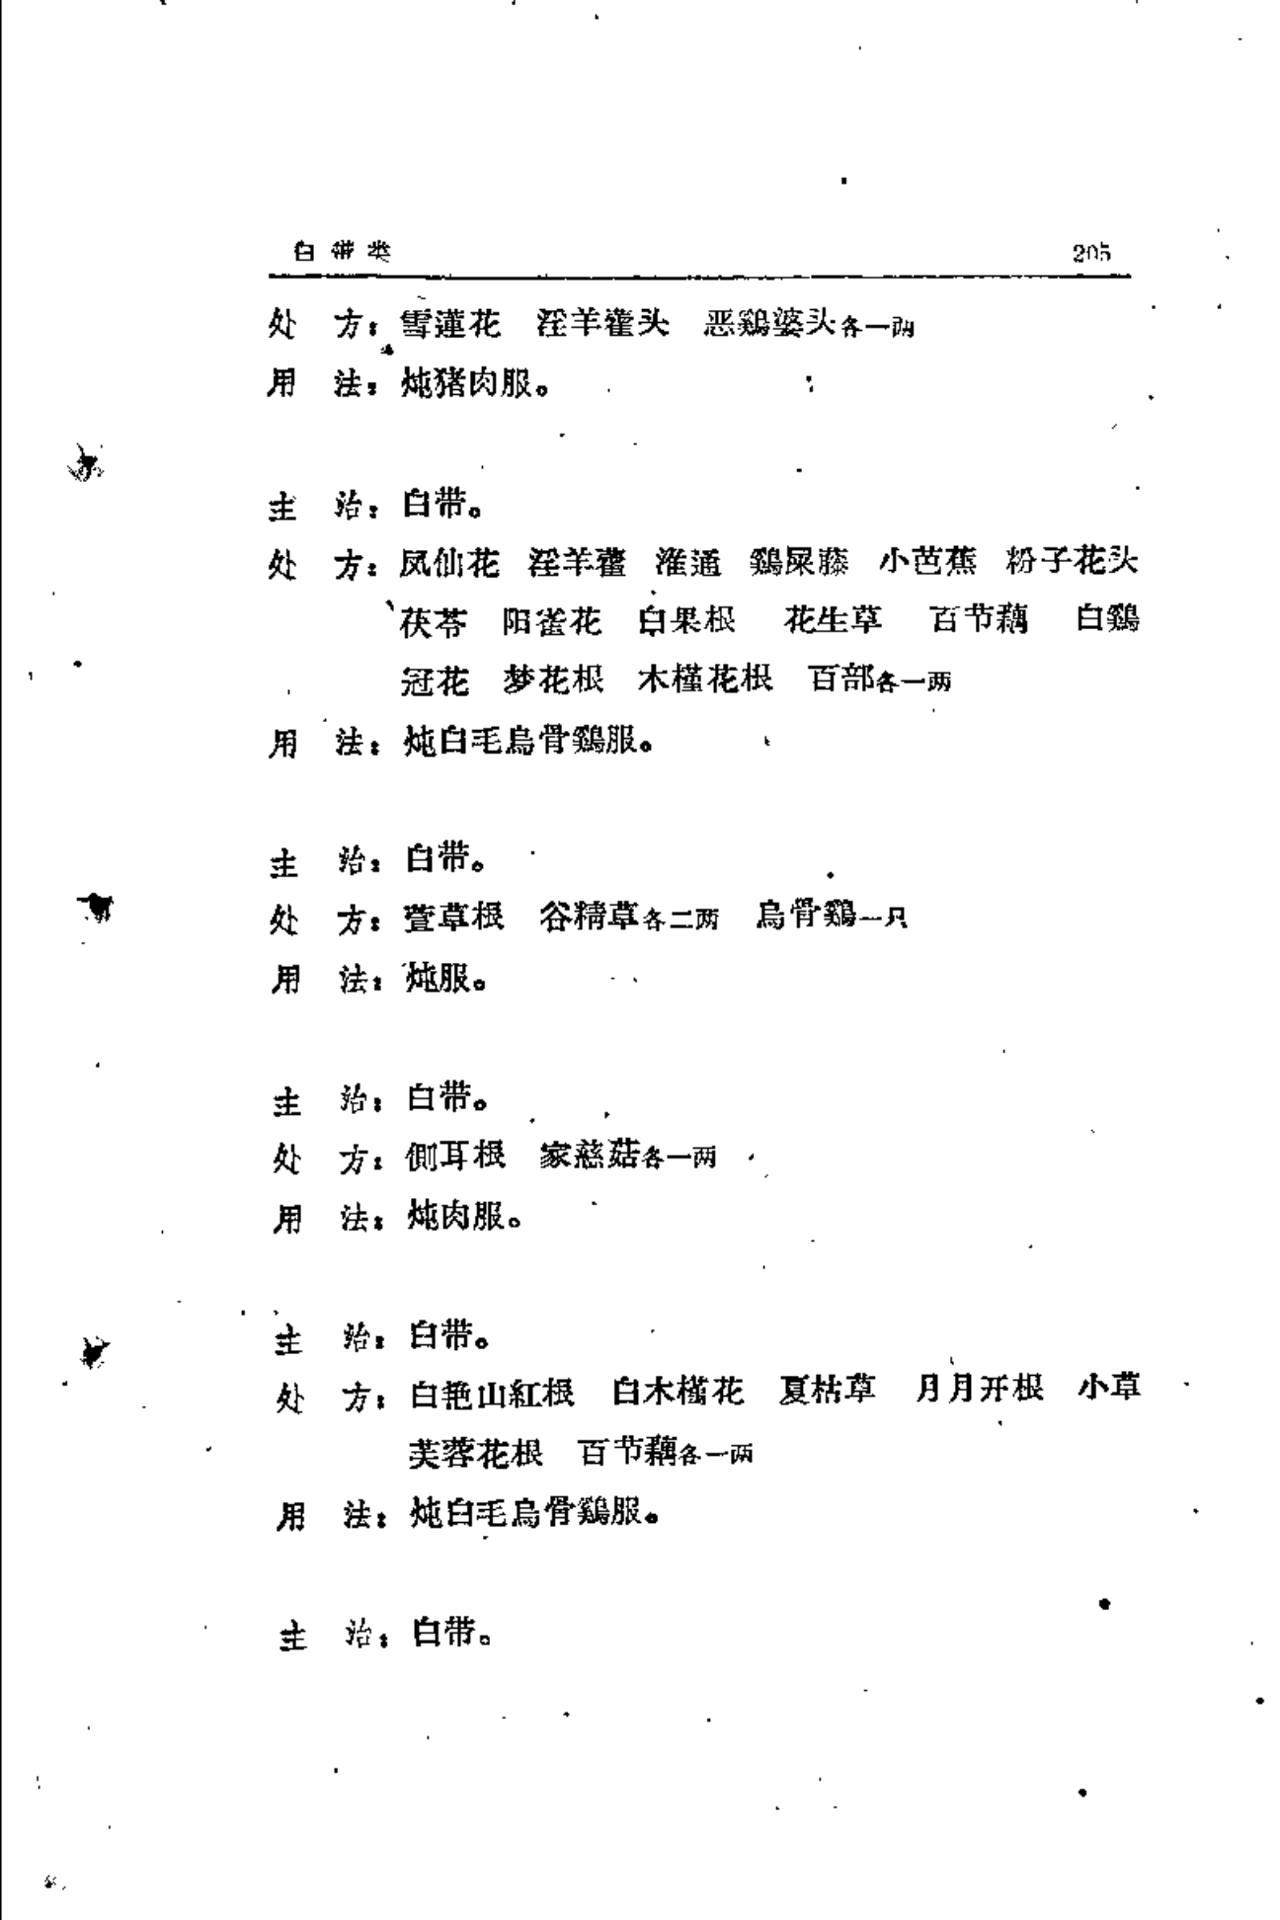 白带类 205
处 方：雪蓮花 淫羊藿头 恶鷄婆头各一两
用 法：炖猪肉服。
主 治：白带。
处 方：凤仙花 淫羊藿 淮通 鷄屎藤 小芭蕉 粉子花头
茯苓 阳雀花 白果根 花生草 百节藕 白鷄
冠花 梦花根 木槿花根 百部各一两
用 法：炖白毛烏骨鷄服。
主 治：白带。
处 方：萱草根 谷精草各二两 烏骨鷄一只
用 法：炖服。
主 治：白带。
处 方：側耳根 家慈菇各一两
用 法：炖肉服。
主 治：白带。
处 方：白艳山紅根 白木槿花 夏枯草 月月开根 小草
芙蓉花根 百节藕各一两
用 法：炖白毛烏骨鷄服。
主 治：白带。